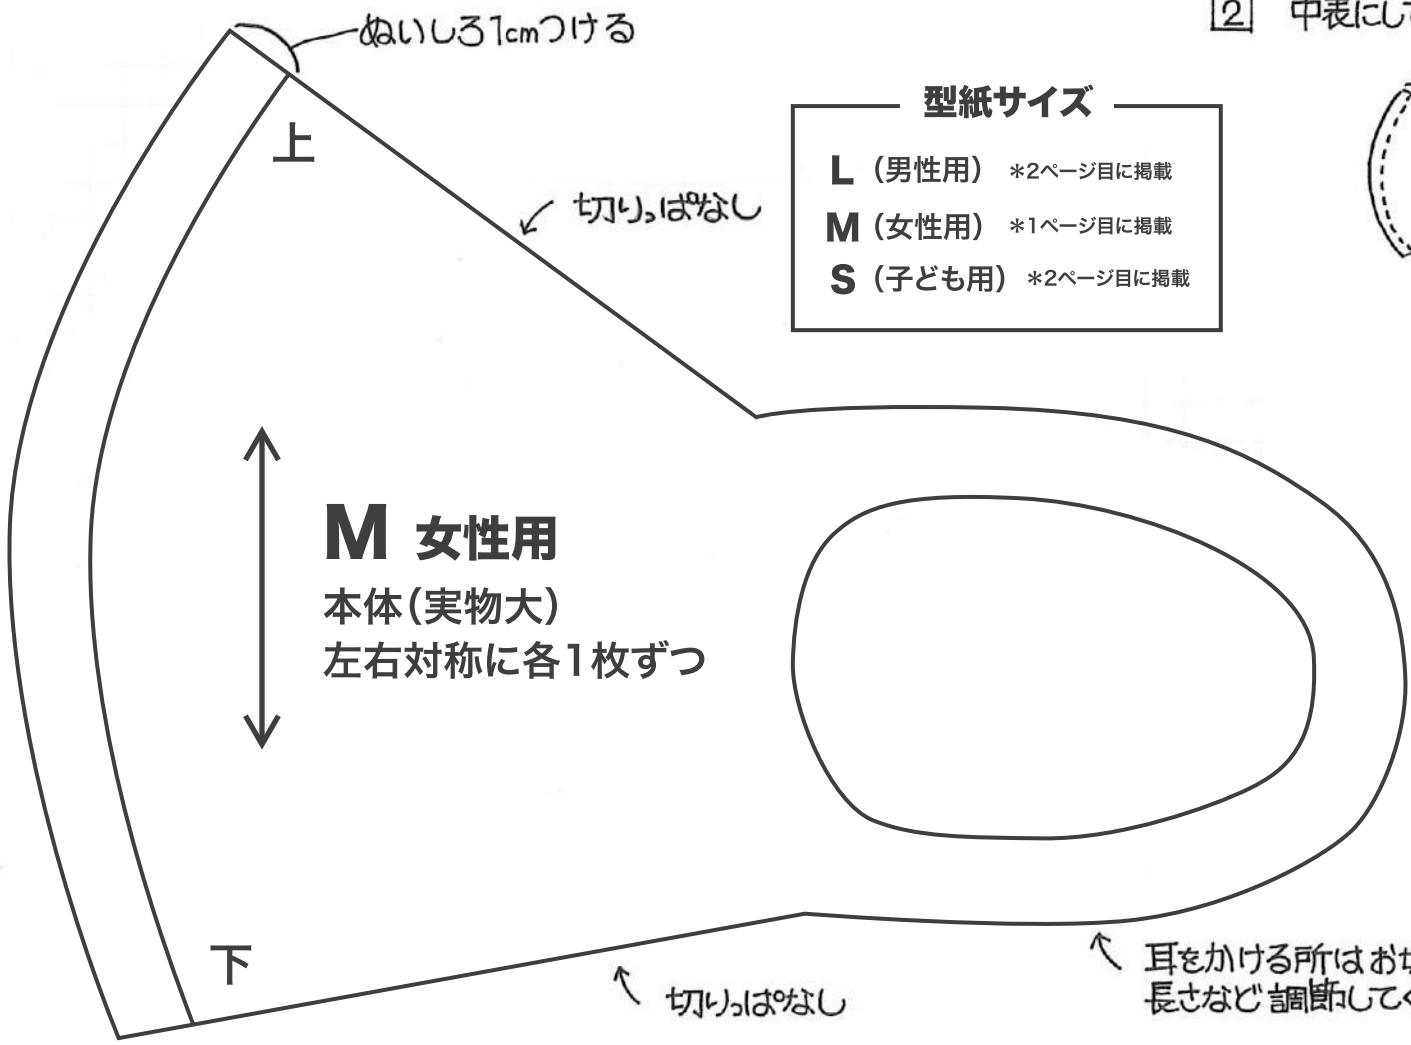 ぬいしろ1cmつける
2 中表にして
上
切りっぱなし
型紙サイズ
L(男性用) *2ページ目に掲載
M(女性用) *1ページ目に掲載
S(子ども用) *2ページ目に掲載
M 女性用
本体(実物大)
左右対称に各1枚ずつ
下
切りっぱなし
耳をかける所はお
長さなど調節して